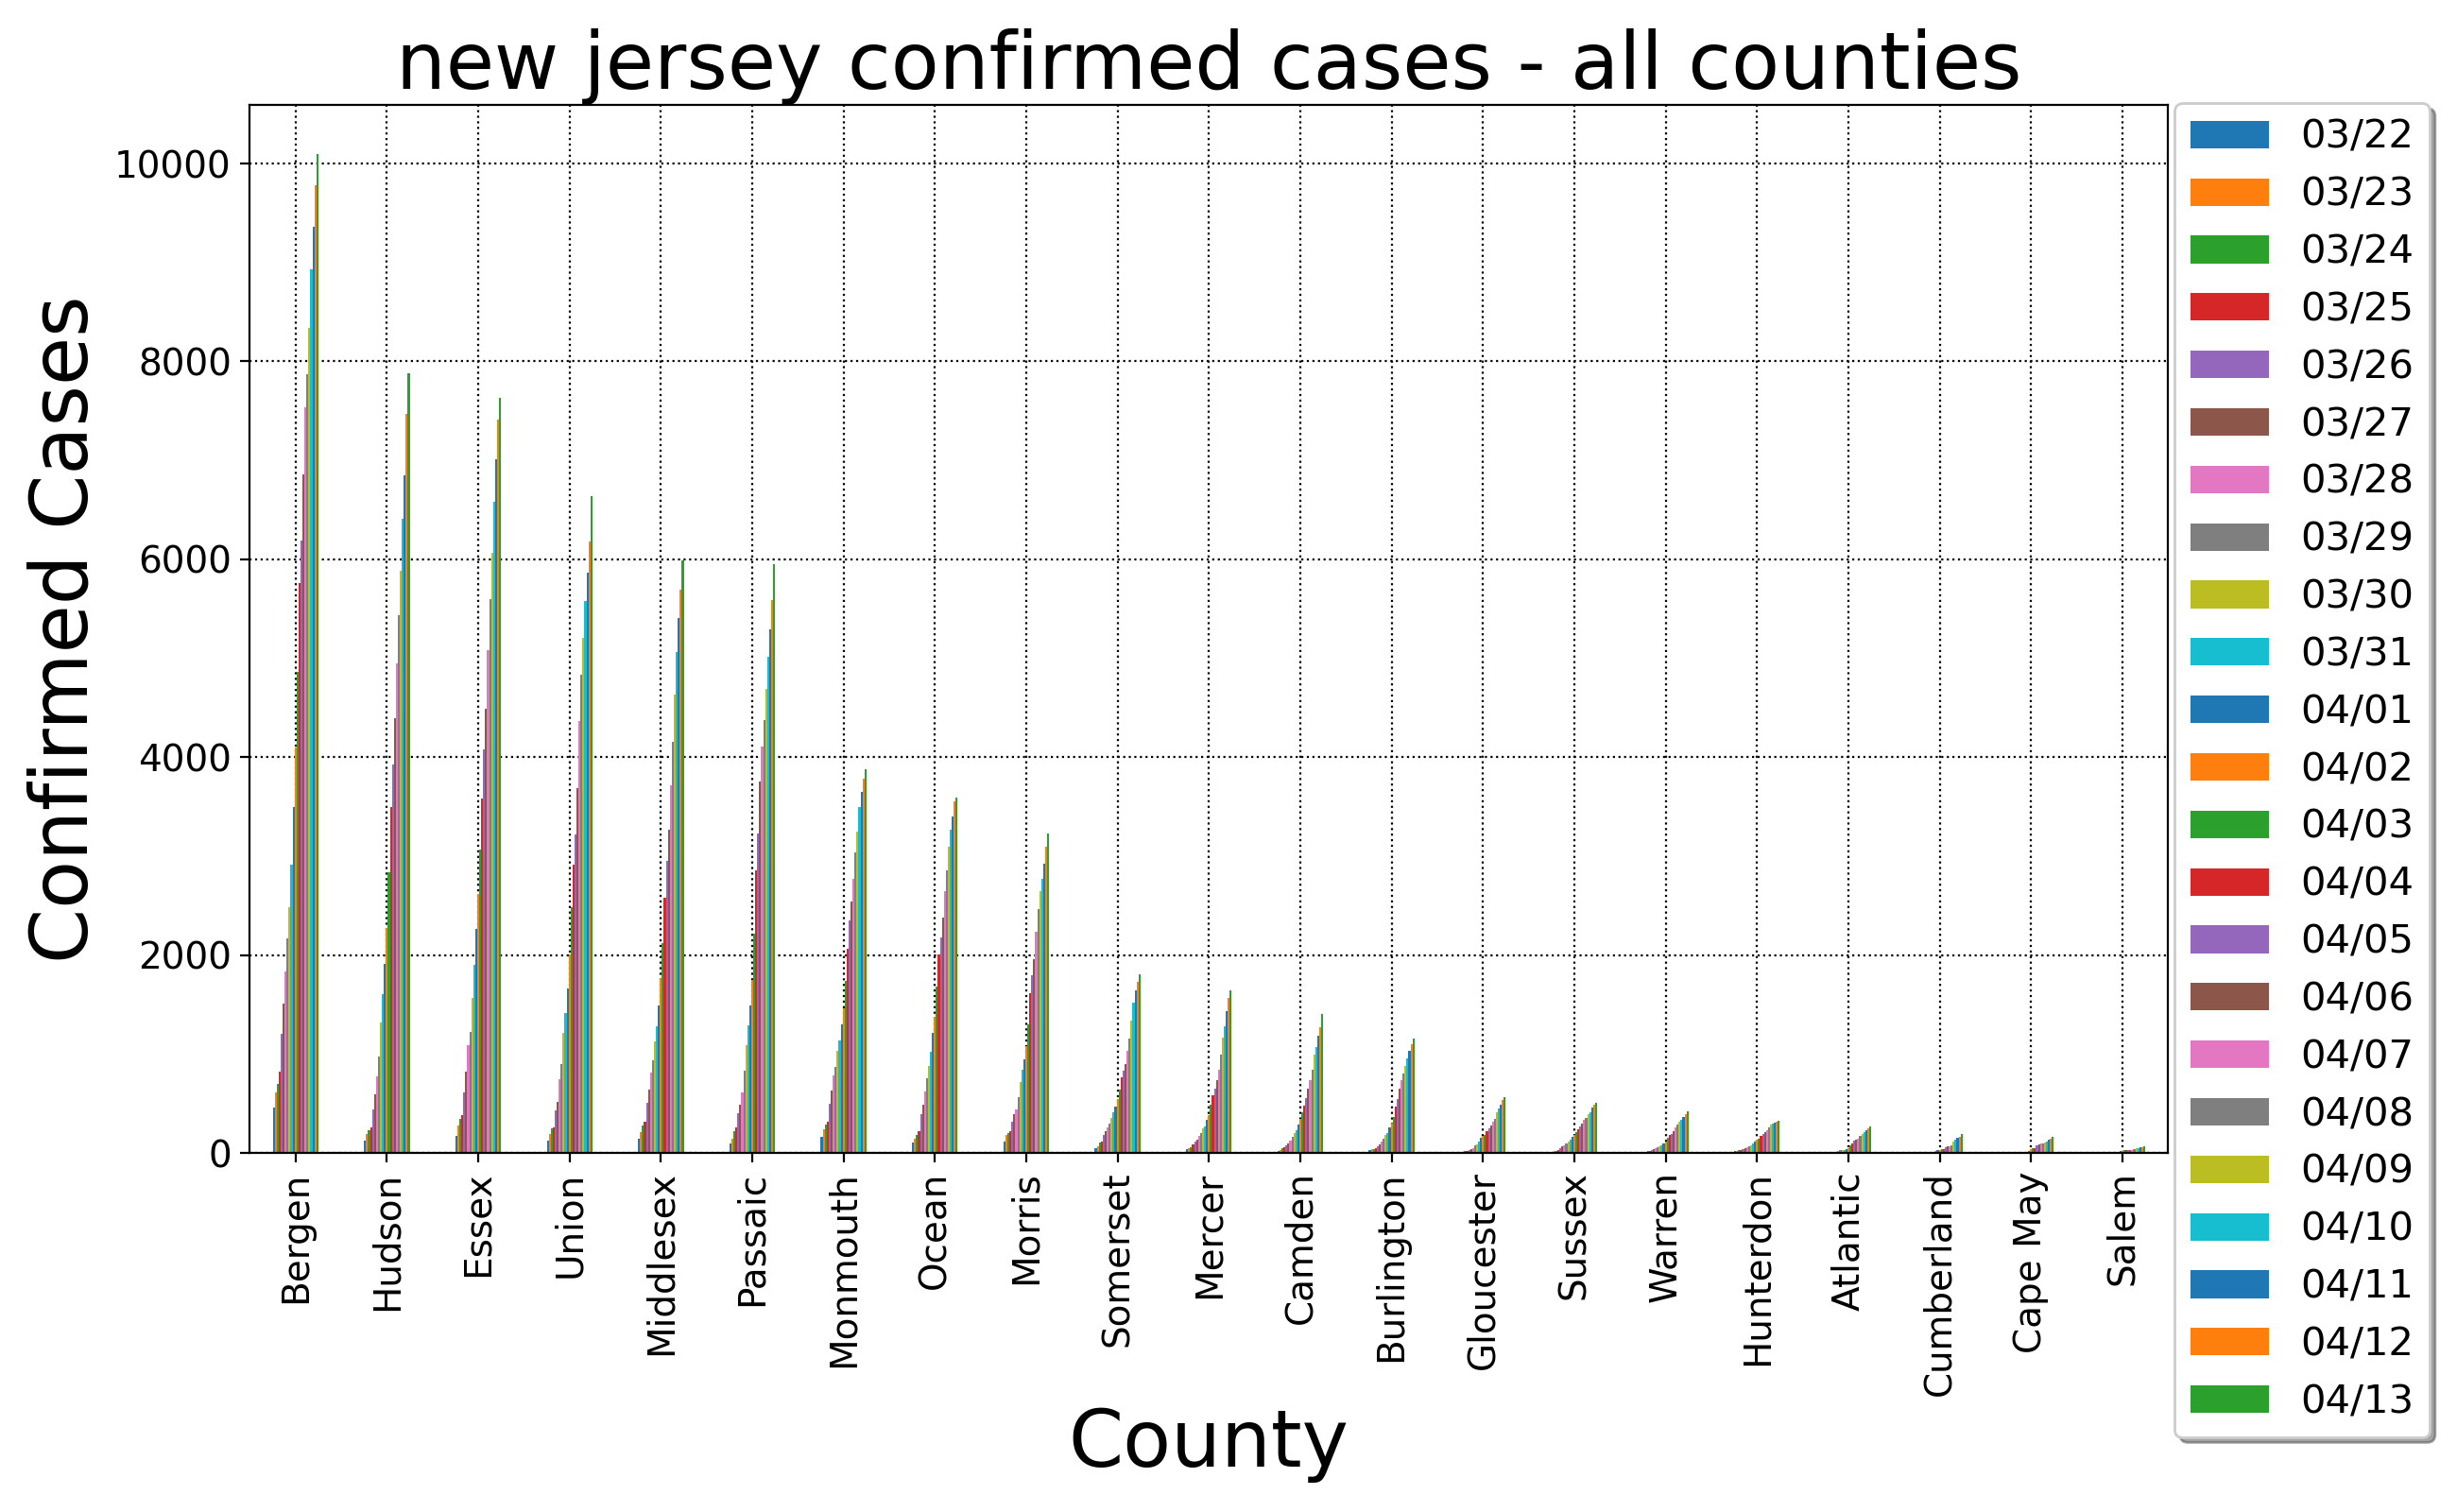 new jersey confirmed cases - all counties
Confirmed Cases
10000
8000
6000
4000
2000
0
Bergen
Hudson
Essex
Union
Middlesex
Passaic
Monmouth
Ocean
Morris
Somerset
Mercer
Camden
Burlington
Gloucester
Sussex
Warren
Hunterdon
Atlantic
Cumberland
Cape May
Salem
County
03/22
03/23
03/24
03/25
03/26
03/27
03/28
03/29
03/30
03/31
04/01
04/02
04/03
04/04
04/05
04/06
04/07
04/08
04/09
04/10
04/11
04/12
04/13